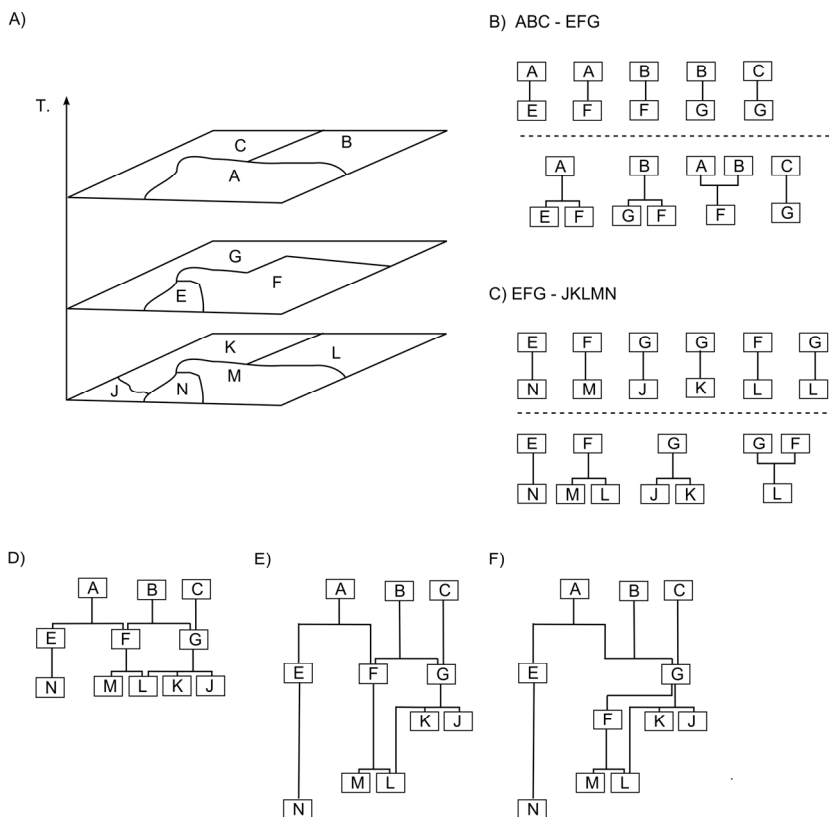 A)
T.
C B
A
G
F
E
K
L
M
J N
B) ABC - EFG
A A B B C
E F F G G
A B A B C
E F G F F G
C) EFG - JKLMN
E F G G F G
N M J K L L
E F G G F
N M L J K L
D)
A B C
E F G
N M L K J
E)
A B C
E F G
K J
M L
N
F)
A B C
E G
F K J
M L
N